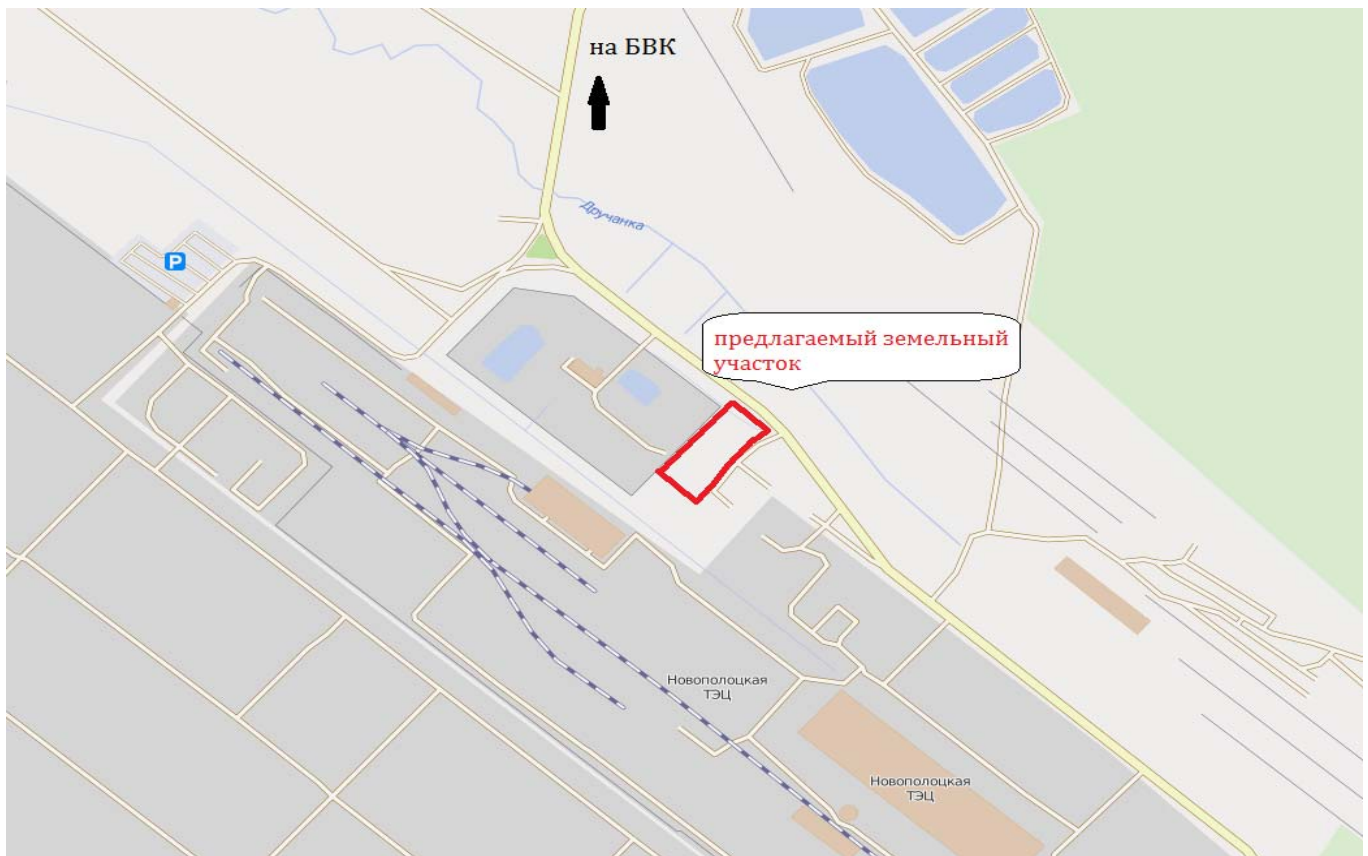 на БВК
Дручанка
P
предлагаемый земельный
участок
Новополоцкая
ТЭЦ
Новополоцкая
ТЭЦ